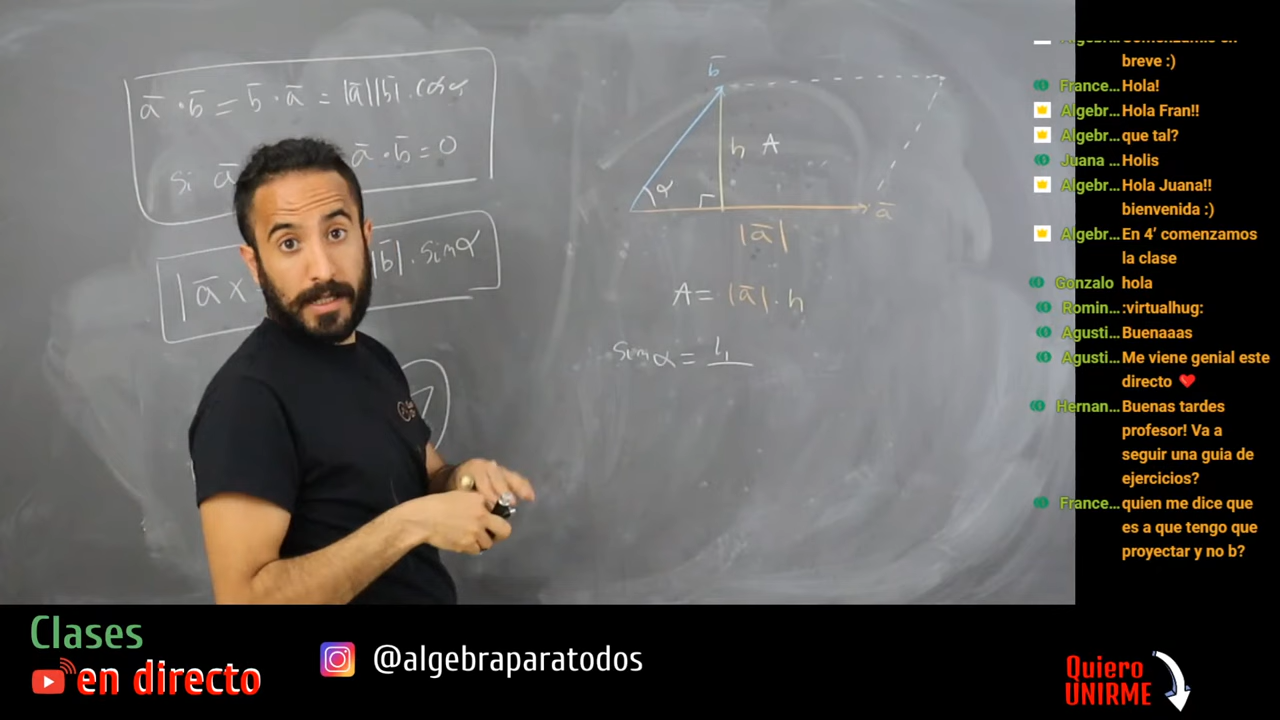 ā · b̄ = b̄ · ā = |ā||b̄| · cos α
Si ā
ā · b̄ = 0
|ā x
|b̄| · sin α
b̄
h A
α
ā
|ā|
A = |ā| · h
sin α =
breve :)
France... Hola!
Algebr... Hola Fran!!
Algebr... que tal?
Juana ... Holis
Algebr... Hola Juana!!
bienvenida :)
Algebr... En 4' comenzamos
la clase
Gonzalo hola
Romin... :virtualhug:
Agusti... Buenaaas
Agusti... Me viene genial este
directo ❤️
Hernan... Buenas tardes
profesor! Va a
seguir una guia de
ejercicios?
France... quien me dice que
es a que tengo que
proyectar y no b?
Clases
en directo
@algebraparatodos
Quiero
UNIRME